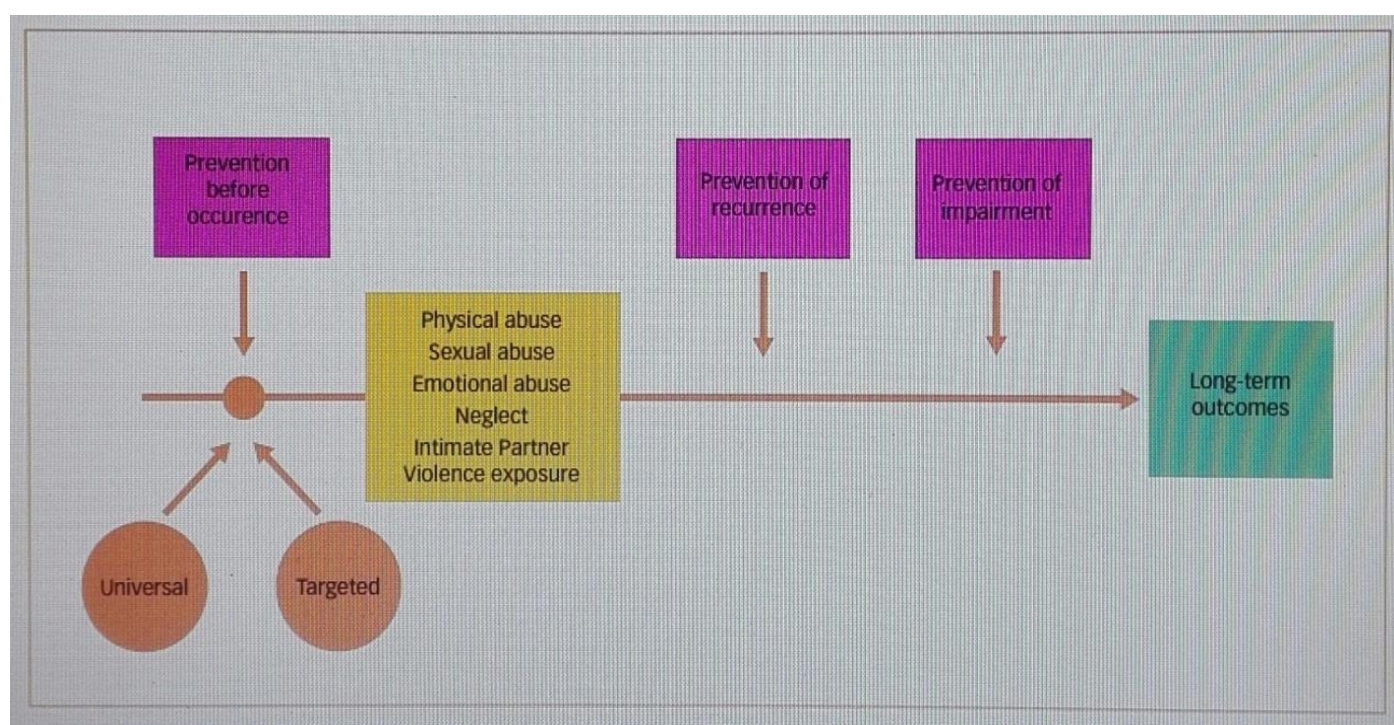 Prevention
before
occurence
Prevention of
recurrence
Prevention of
impairment
Physical abuse
Sexual abuse
Emotional abuse
Neglect
Intimate Partner
Violence exposure
Long-term
outcomes
Universal
Targeted